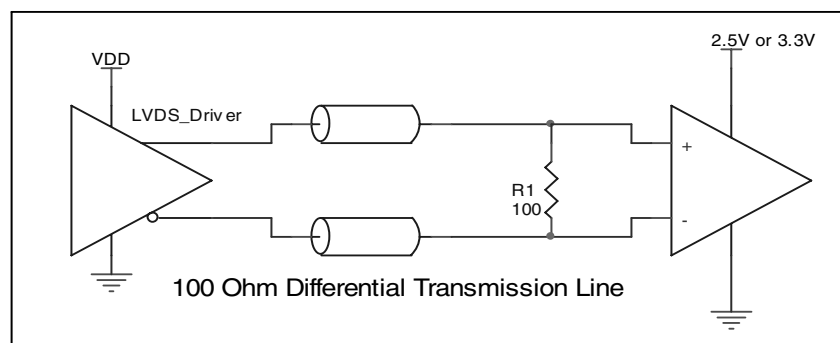 2.5V or 3.3V
VDD
LVDS_Driver
+
R1
100
-
100 Ohm Differential Transmission Line